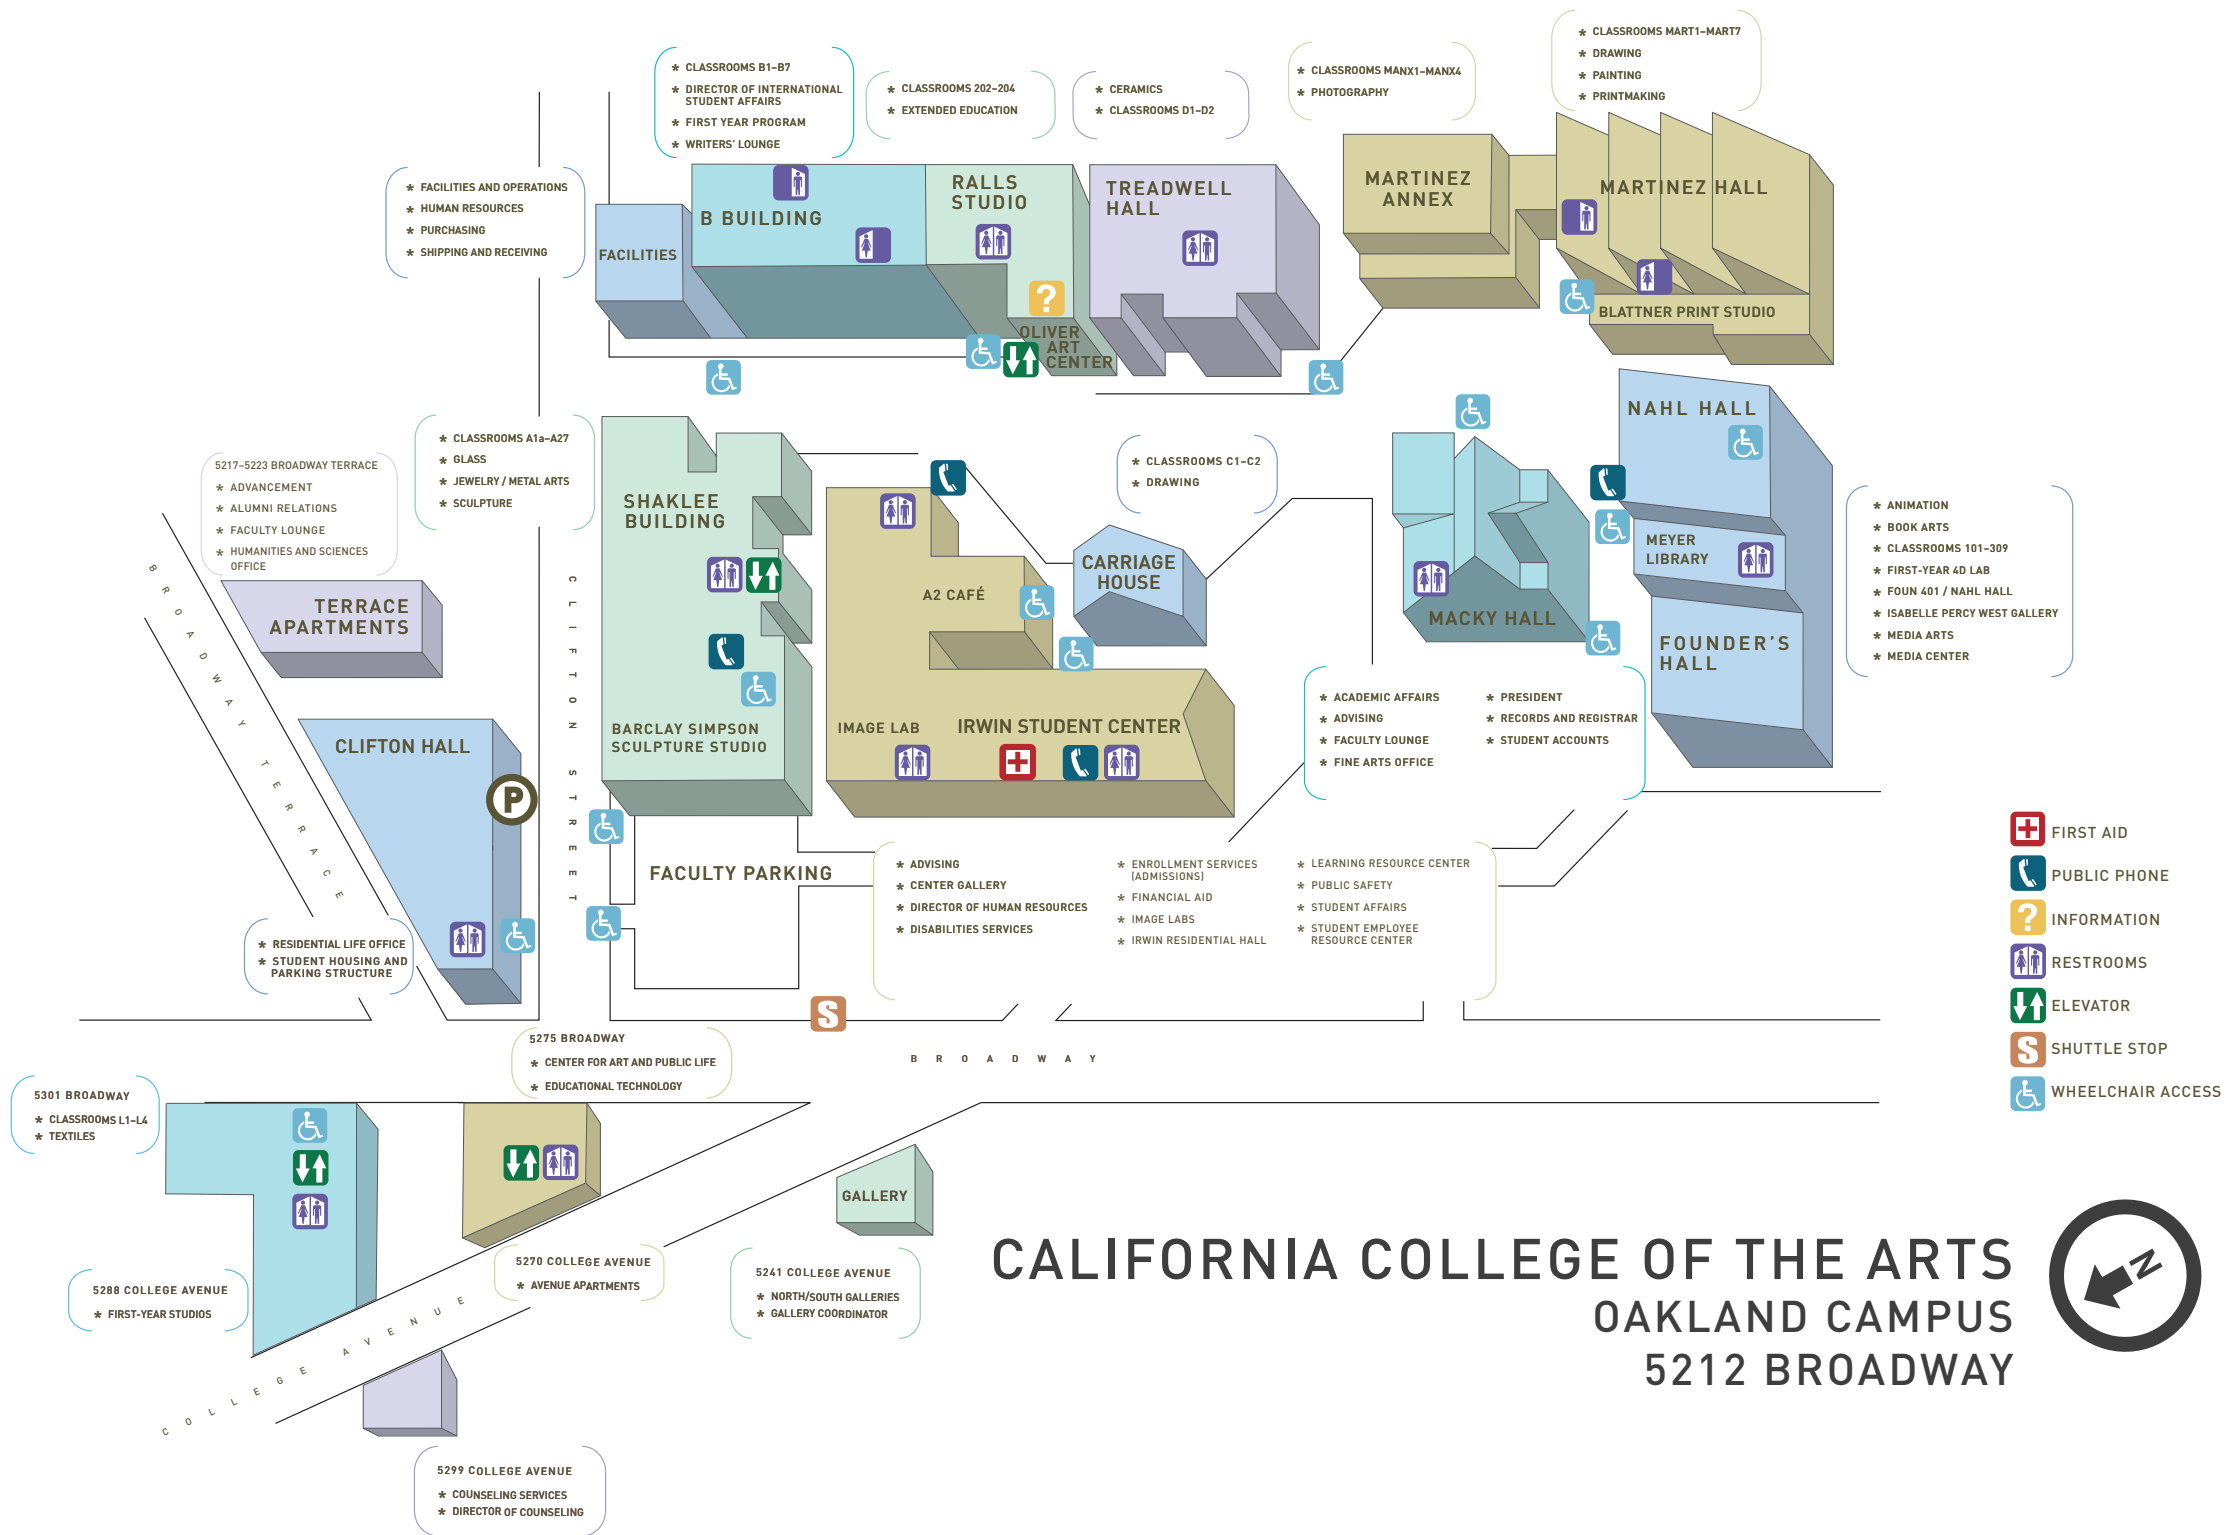 * CLASSROOMS B1–B7
* DIRECTOR OF INTERNATIONAL
STUDENT AFFAIRS
* FIRST YEAR PROGRAM
* WRITERS' LOUNGE
* CLASSROOMS 202–204
* EXTENDED EDUCATION
* CERAMICS
* CLASSROOMS D1–D2
* CLASSROOMS MANX1–MANX4
* PHOTOGRAPHY
* CLASSROOMS MART1–MART7
* DRAWING
* PAINTING
* PRINTMAKING
* FACILITIES AND OPERATIONS
* HUMAN RESOURCES
* PURCHASING
* SHIPPING AND RECEIVING
FACILITIES
B BUILDING
RALLS
STUDIO
?
OLIVER
ART
CENTER
TREADWELL
HALL
MARTINEZ
ANNEX
MARTINEZ HALL
BLATTNER PRINT STUDIO
* CLASSROOMS A1a–A27
* GLASS
* JEWELRY / METAL ARTS
* SCULPTURE
5217–5223 BROADWAY TERRACE
* ADVANCEMENT
* ALUMNI RELATIONS
* FACULTY LOUNGE
* HUMANITIES AND SCIENCES
OFFICE
TERRACE
APARTMENTS
BROADWAY TERRACE
CLIFTON STREET
SHAKLEE
BUILDING
BARCLAY SIMPSON
SCULPTURE STUDIO
A2 CAFÉ
IMAGE LAB
IRWIN STUDENT CENTER
* CLASSROOMS C1–C2
* DRAWING
CARRIAGE
HOUSE
MACKY HALL
NAHL HALL
MEYER
LIBRARY
FOUNDER'S
HALL
* ANIMATION
* BOOK ARTS
* CLASSROOMS 101–309
* FIRST-YEAR 4D LAB
* FOUN 401 / NAHL HALL
* ISABELLE PERCY WEST GALLERY
* MEDIA ARTS
* MEDIA CENTER
* ACADEMIC AFFAIRS
* ADVISING
* FACULTY LOUNGE
* FINE ARTS OFFICE
* PRESIDENT
* RECORDS AND REGISTRAR
* STUDENT ACCOUNTS
CLIFTON HALL
P
* RESIDENTIAL LIFE OFFICE
* STUDENT HOUSING AND
PARKING STRUCTURE
FACULTY PARKING
* ADVISING
* CENTER GALLERY
* DIRECTOR OF HUMAN RESOURCES
* DISABILITIES SERVICES
* ENROLLMENT SERVICES
(ADMISSIONS)
* FINANCIAL AID
* IMAGE LABS
* IRWIN RESIDENTIAL HALL
* LEARNING RESOURCE CENTER
* PUBLIC SAFETY
* STUDENT AFFAIRS
* STUDENT EMPLOYEE
RESOURCE CENTER
FIRST AID
PUBLIC PHONE
? INFORMATION
RESTROOMS
ELEVATOR
S SHUTTLE STOP
WHEELCHAIR ACCESS
S
BROADWAY
5275 BROADWAY
* CENTER FOR ART AND PUBLIC LIFE
* EDUCATIONAL TECHNOLOGY
5301 BROADWAY
* CLASSROOMS L1–L4
* TEXTILES
5288 COLLEGE AVENUE
* FIRST-YEAR STUDIOS
COLLEGE AVENUE
5270 COLLEGE AVENUE
* AVENUE APARTMENTS
GALLERY
5241 COLLEGE AVENUE
* NORTH/SOUTH GALLERIES
* GALLERY COORDINATOR
5299 COLLEGE AVENUE
* COUNSELING SERVICES
* DIRECTOR OF COUNSELING
CALIFORNIA COLLEGE OF THE ARTS
OAKLAND CAMPUS
5212 BROADWAY
N